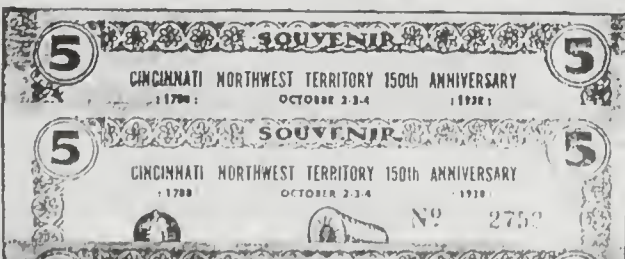 5 SOUVENIR 5
CINCINNATI NORTHWEST TERRITORY 150th ANNIVERSARY
:1788: OCTOBER 2-3-4 :1938:
5 SOUVENIR 5
CINCINNATI NORTHWEST TERRITORY 150th ANNIVERSARY
:1788 OCTOBER 2-3-4 1938:
Nº 2752